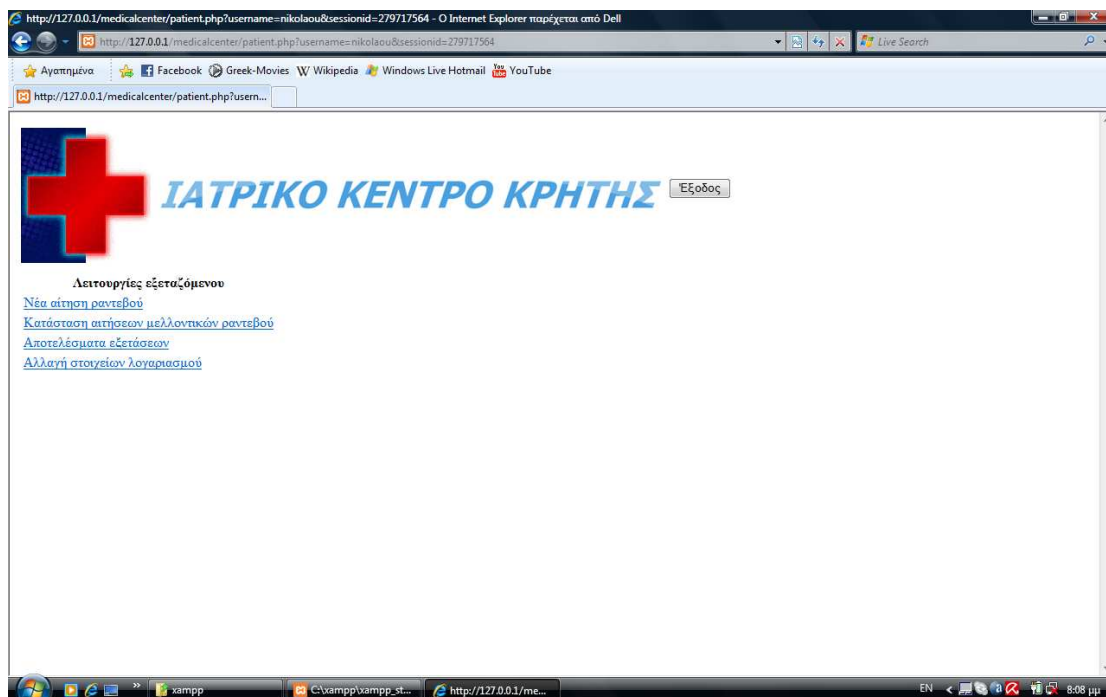 http://127.0.0.1/medicalcenter/patient.php?username=nikolaou&sessionid=279717564 - Ο Internet Explorer παρέχεται από Dell
http://127.0.0.1/medicalcenter/patient.php?username=nikolaou&sessionid=279717564
Live Search
Αγαπημένα Facebook Greek-Movies Wikipedia Windows Live Hotmail YouTube
http://127.0.0.1/medicalcenter/patient.php?usern...
ΙΑΤΡΙΚΟ ΚΕΝΤΡΟ ΚΡΗΤΗΣ Έξοδος
Λειτουργίες εξεταζόμενου
Νέα αίτηση ραντεβού
Κατάσταση αιτήσεων μελλοντικών ραντεβού
Αποτελέσματα εξετάσεων
Αλλαγή στοιχείων λογαριασμού
xampp C:\xampp\xampp_st... http://127.0.0.1/me... EN 8:08 μμ